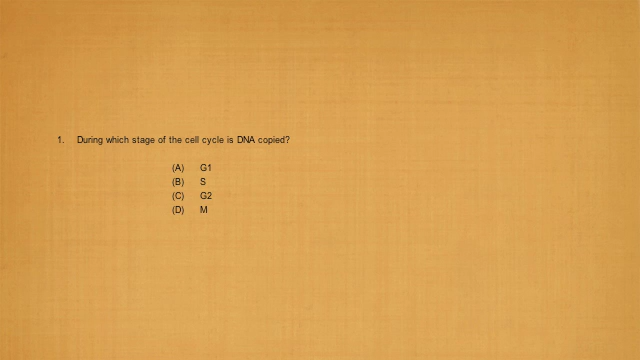 1. During which stage of the cell cycle is DNA copied?
(A) G1
(B) S
(C) G2
(D) M